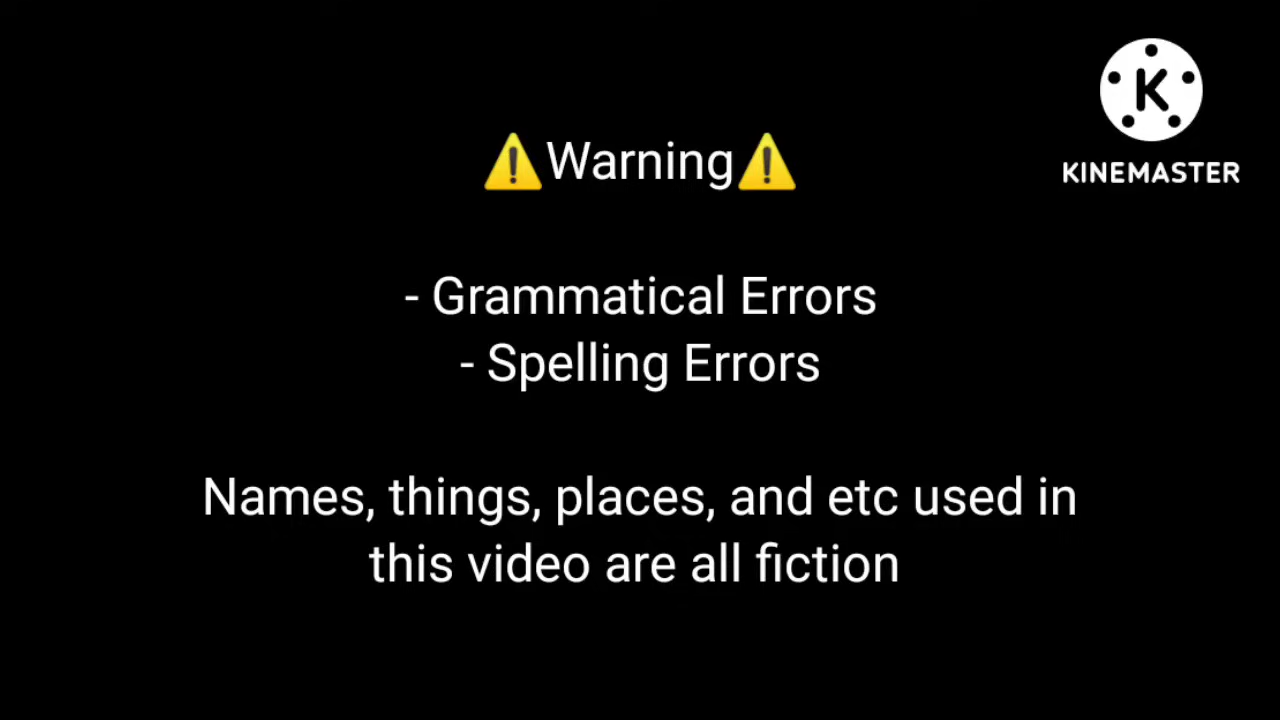 ⚠️Warning⚠️
- Grammatical Errors
- Spelling Errors
Names, things, places, and etc used in
this video are all fiction
K
KINEMASTER